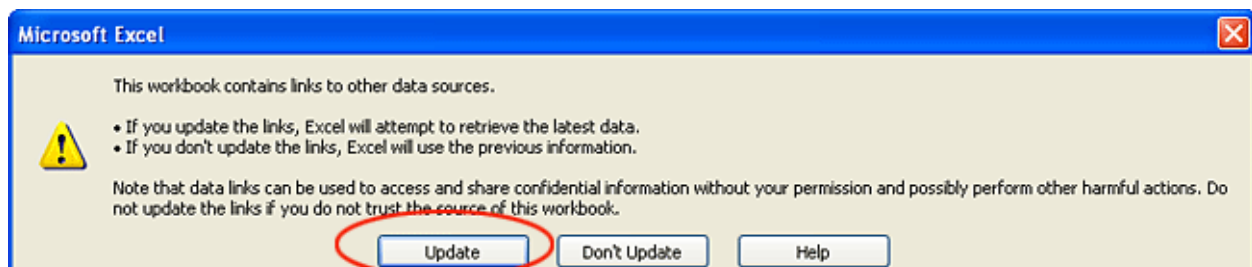 Microsoft Excel
This workbook contains links to other data sources.
• If you update the links, Excel will attempt to retrieve the latest data.
• If you don't update the links, Excel will use the previous information.
Note that data links can be used to access and share confidential information without your permission and possibly perform other harmful actions. Do
not update the links if you do not trust the source of this workbook.
Update Don't Update Help